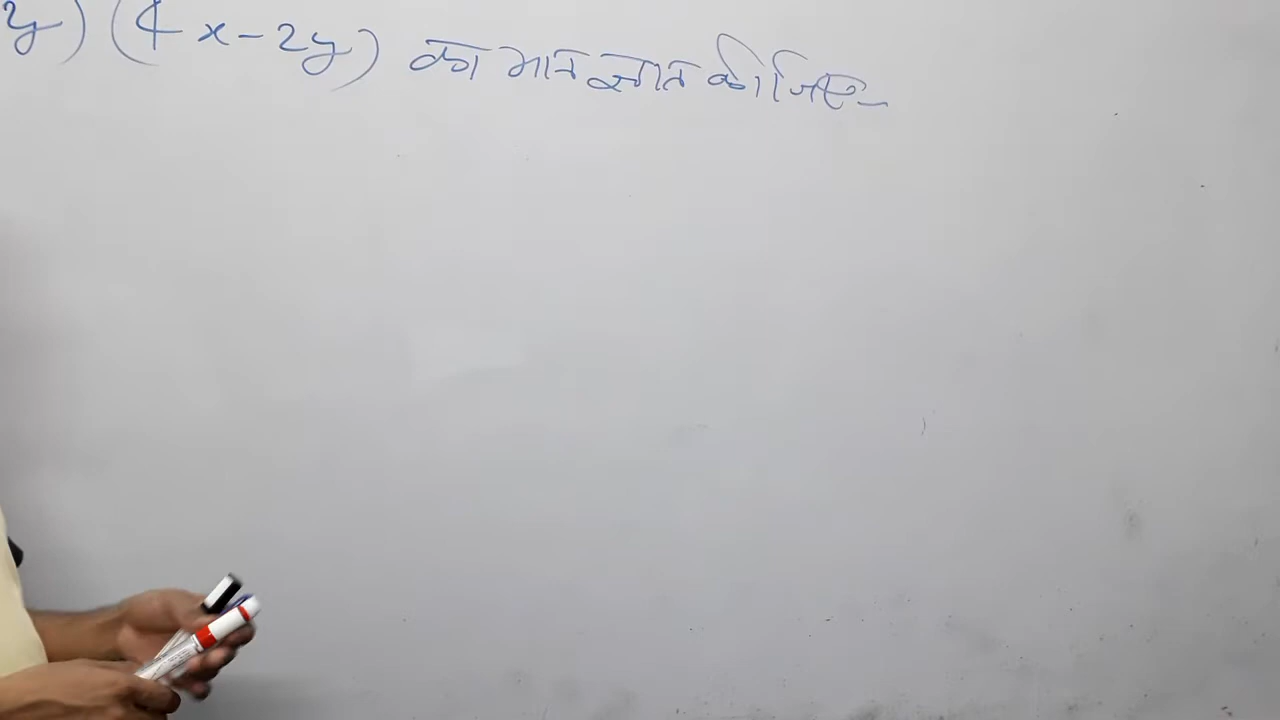 y) (4x-2y) का मान ज्ञात कीजिए-